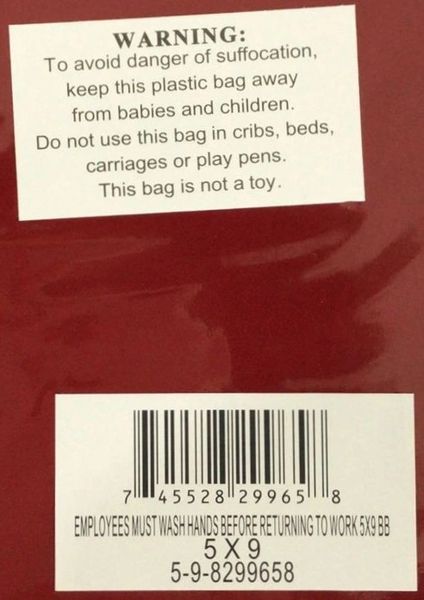 WARNING:
To avoid danger of suffocation,
keep this plastic bag away
from babies and children.
Do not use this bag in cribs, beds,
carriages or play pens.
This bag is not a toy.
7 45528 29965 8
EMPLOYEES MUST WASH HANDS BEFORE RETURNING TO WORK 5X9 BB
5 X 9
5-9-8299658